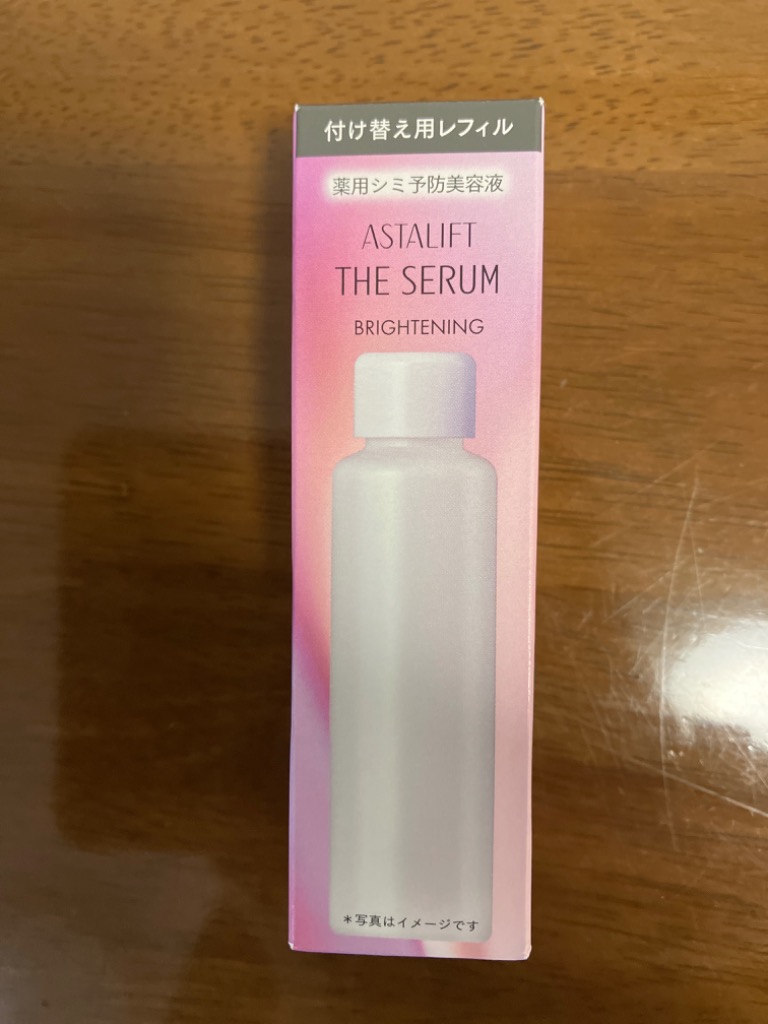 付け替え用レフィル
薬用シミ予防美容液
ASTALIFT
THE SERUM
BRIGHTENING
＊写真はイメージです